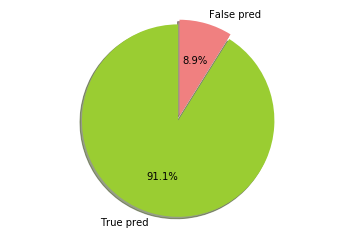 False pred
8.9%
91.1%
True pred